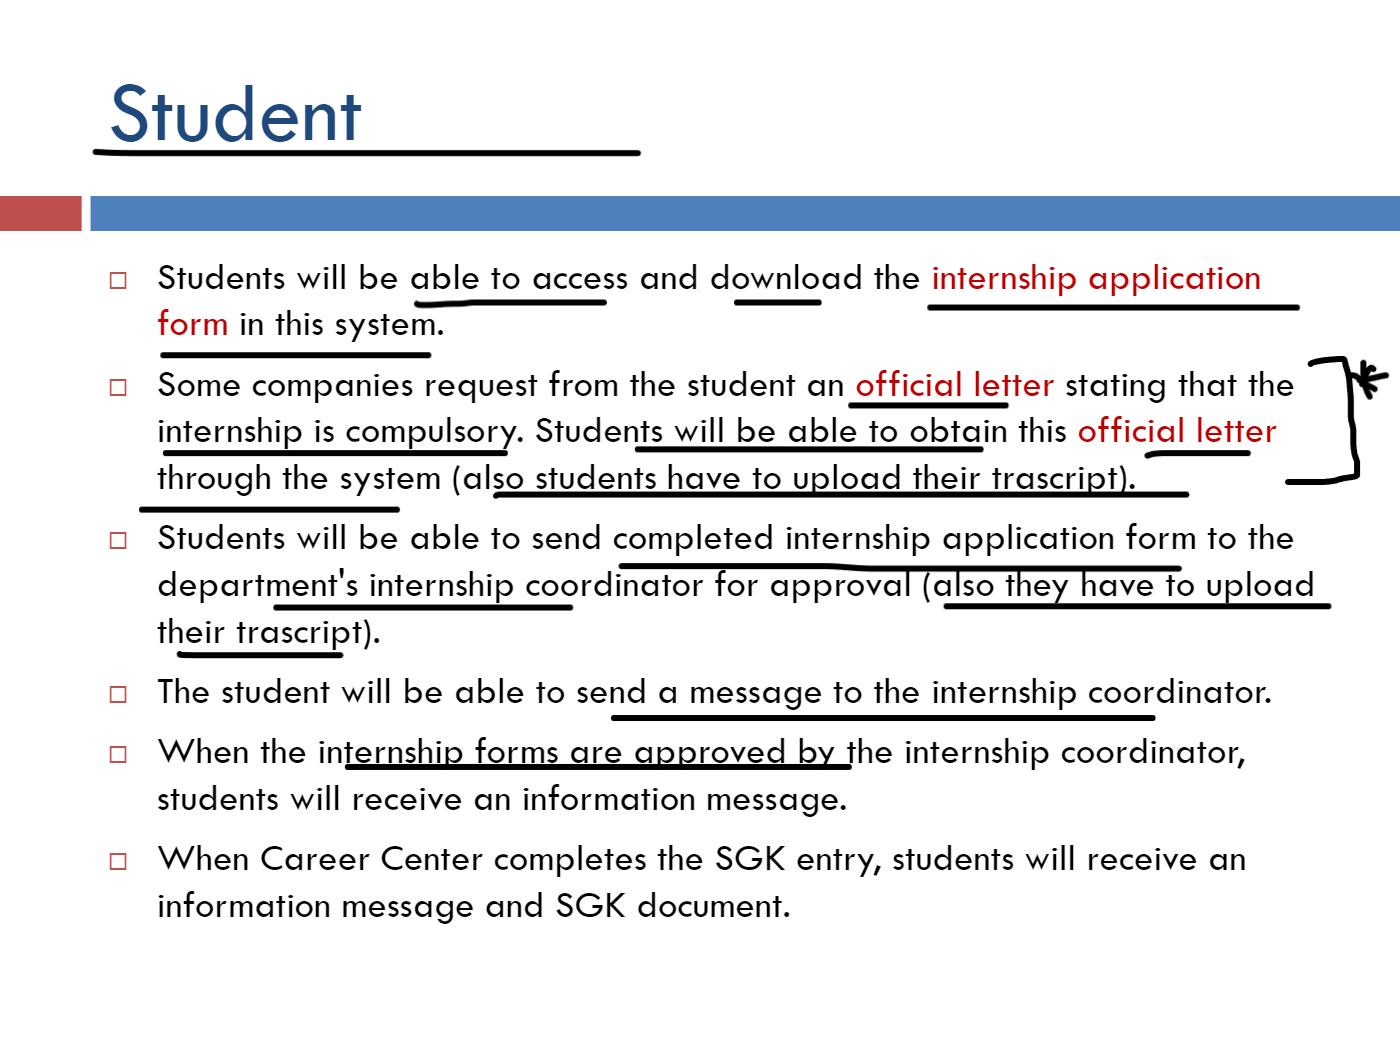 Student
Students will be able to access and download the internship application
form in this system.
Some companies request from the student an official letter stating that the
internship is compulsory. Students will be able to obtain this official letter
through the system (also students have to upload their trascript).
Students will be able to send completed internship application form to the
department's internship coordinator for approval (also they have to upload
their trascript).
The student will be able to send a message to the internship coordinator.
When the internship forms are approved by the internship coordinator,
students will receive an information message.
When Career Center completes the SGK entry, students will receive an
information message and SGK document.